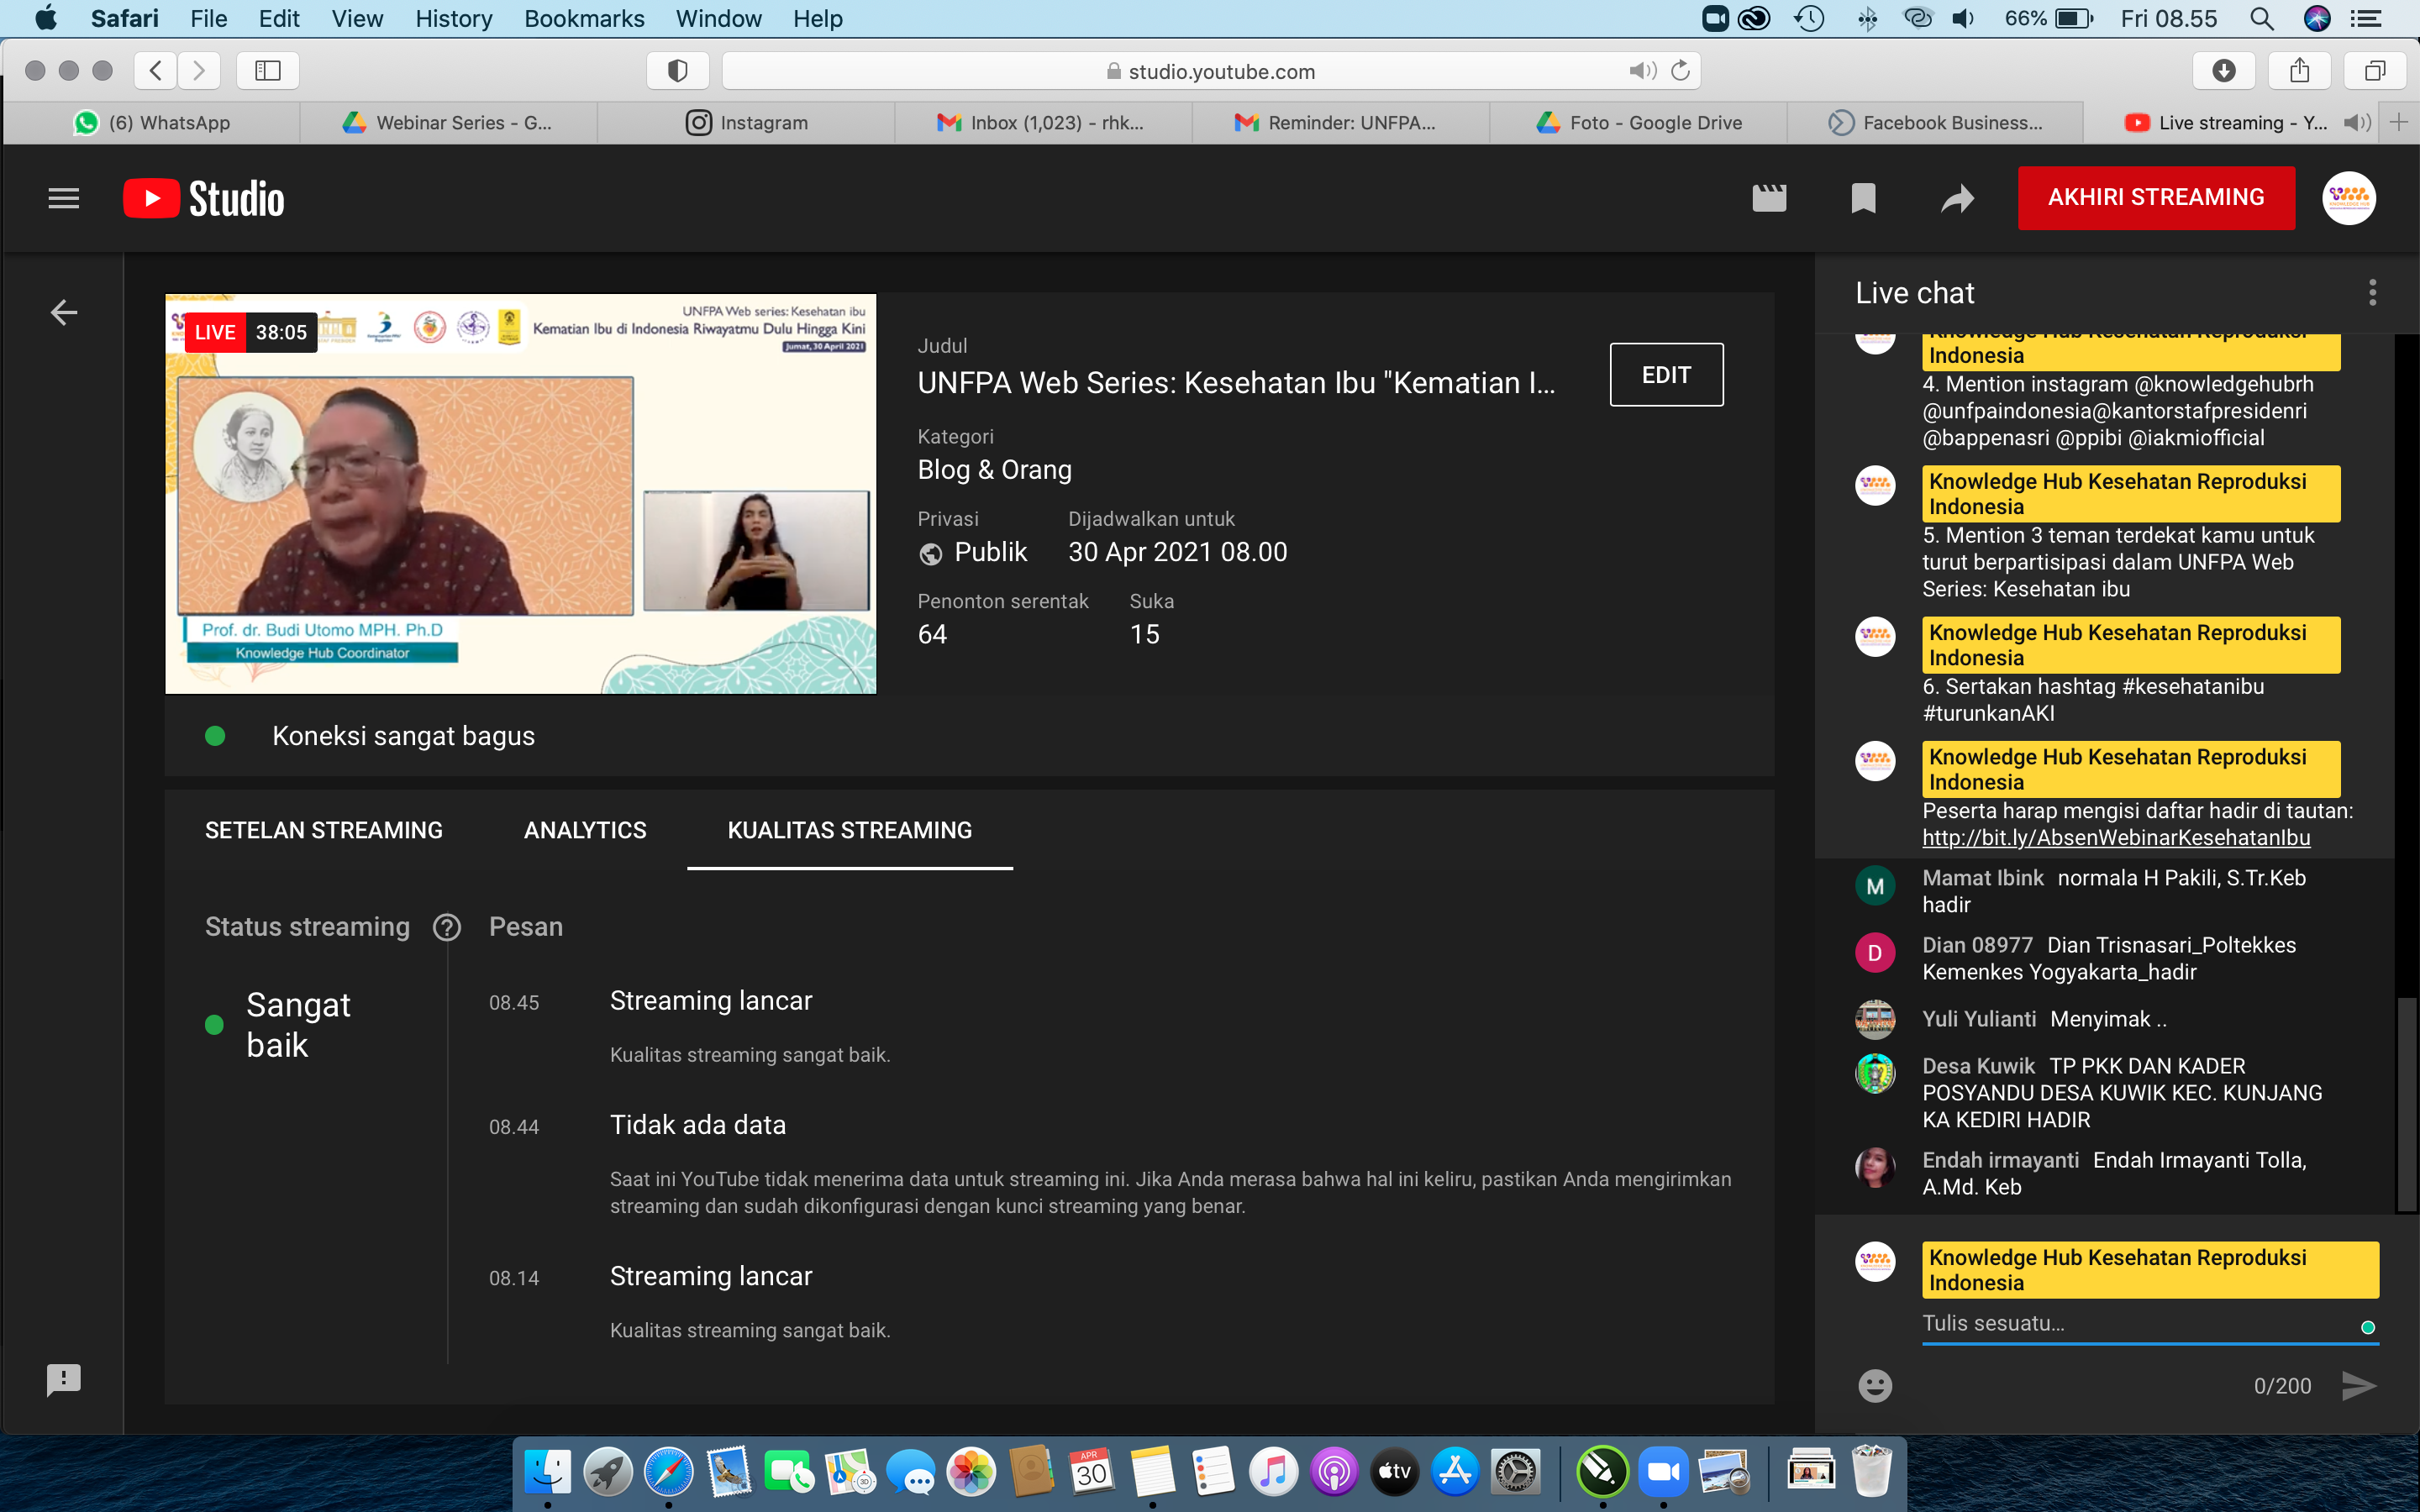 Safari File Edit View History Bookmarks Window Help 66% Fri 08.55
studio.youtube.com
(6) WhatsApp Webinar Series - G... Instagram Inbox (1,023) - rhk... Reminder: UNFPA... Foto - Google Drive Facebook Business... Live streaming - Y...
Studio
AKHIRI STREAMING
LIVE 38:05
UNFPA Web series: Kesehatan ibu
Kematian Ibu di Indonesia Riwayatmu Dulu Hingga Kini
Jumat, 30 April 2021
Prof. dr. Budi Utomo MPH. Ph.D
Knowledge Hub Coordinator
Judul
UNFPA Web Series: Kesehatan Ibu "Kematian I...
EDIT
Kategori
Blog & Orang
Privasi Dijadwalkan untuk
Publik 30 Apr 2021 08.00
Penonton serentak Suka
64 15
Koneksi sangat bagus
SETELAN STREAMING ANALYTICS KUALITAS STREAMING
Status streaming Pesan
Sangat
baik
08.45 Streaming lancar
Kualitas streaming sangat baik.
08.44 Tidak ada data
Saat ini YouTube tidak menerima data untuk streaming ini. Jika Anda merasa bahwa hal ini keliru, pastikan Anda mengirimkan
streaming dan sudah dikonfigurasi dengan kunci streaming yang benar.
08.14 Streaming lancar
Kualitas streaming sangat baik.
Live chat
Knowledge Hub Kesehatan Reproduksi
Indonesia
4. Mention instagram @knowledgehubrh
@unfpaindonesia@kantorstafpresidenri
@bappenasri @ppibi @iakmiofficial
Knowledge Hub Kesehatan Reproduksi
Indonesia
5. Mention 3 teman terdekat kamu untuk
turut berpartisipasi dalam UNFPA Web
Series: Kesehatan ibu
Knowledge Hub Kesehatan Reproduksi
Indonesia
6. Sertakan hashtag #kesehatanibu
#turunkanAKI
Knowledge Hub Kesehatan Reproduksi
Indonesia
Peserta harap mengisi daftar hadir di tautan:
http://bit.ly/AbsenWebinarKesehatanIbu
M Mamat Ibink normala H Pakili, S.Tr.Keb
hadir
D Dian 08977 Dian Trisnasari_Poltekkes
Kemenkes Yogyakarta_hadir
Yuli Yulianti Menyimak ..
Desa Kuwik TP PKK DAN KADER
POSYANDU DESA KUWIK KEC. KUNJANG
KA KEDIRI HADIR
Endah irmayanti Endah Irmayanti Tolla,
A.Md. Keb
Knowledge Hub Kesehatan Reproduksi
Indonesia
Tulis sesuatu...
0/200
3D
APR
30
tv